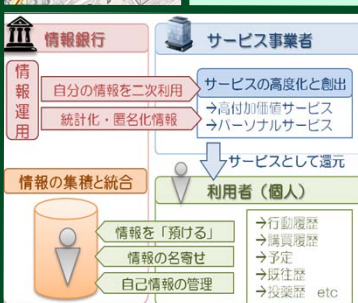 情報銀行
サービス事業者
情報運用
自分の情報を二次利用
統計化・匿名化情報
サービスの高度化と創出
→高付加価値サービス
→パーソナルサービス
サービスとして還元
情報の集積と統合
利用者（個人）
情報を「預ける」
情報の名寄せ
自己情報の管理
→行動履歴
→購買履歴
→予定
→既往歴
→投薬歴 etc